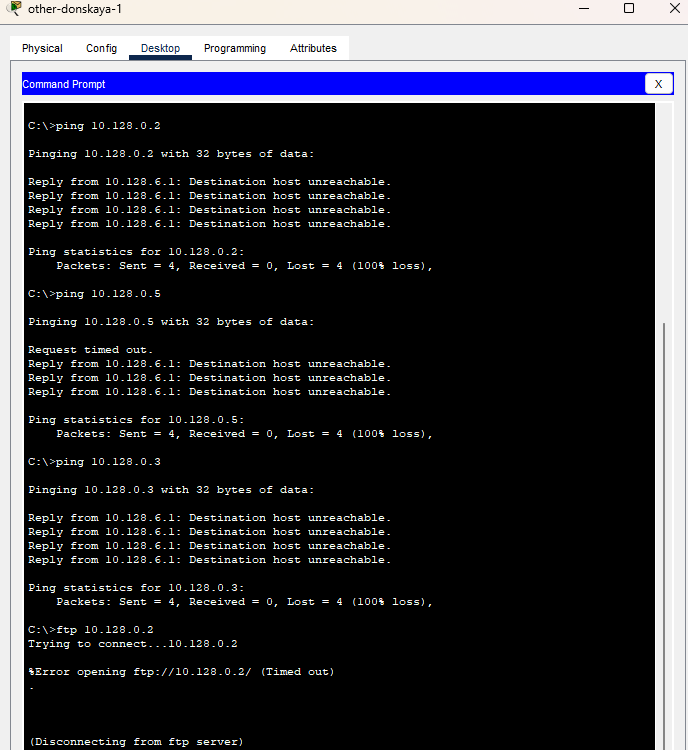 other-donskaya-1
Physical Config Desktop Programming Attributes
Command Prompt X
C:\>ping 10.128.0.2
Pinging 10.128.0.2 with 32 bytes of data:
Reply from 10.128.6.1: Destination host unreachable.
Reply from 10.128.6.1: Destination host unreachable.
Reply from 10.128.6.1: Destination host unreachable.
Reply from 10.128.6.1: Destination host unreachable.
Ping statistics for 10.128.0.2:
Packets: Sent = 4, Received = 0, Lost = 4 (100% loss),
C:\>ping 10.128.0.5
Pinging 10.128.0.5 with 32 bytes of data:
Request timed out.
Reply from 10.128.6.1: Destination host unreachable.
Reply from 10.128.6.1: Destination host unreachable.
Reply from 10.128.6.1: Destination host unreachable.
Ping statistics for 10.128.0.5:
Packets: Sent = 4, Received = 0, Lost = 4 (100% loss),
C:\>ping 10.128.0.3
Pinging 10.128.0.3 with 32 bytes of data:
Reply from 10.128.6.1: Destination host unreachable.
Reply from 10.128.6.1: Destination host unreachable.
Reply from 10.128.6.1: Destination host unreachable.
Reply from 10.128.6.1: Destination host unreachable.
Ping statistics for 10.128.0.3:
Packets: Sent = 4, Received = 0, Lost = 4 (100% loss),
C:\>ftp 10.128.0.2
Trying to connect...10.128.0.2
%Error opening ftp://10.128.0.2/ (Timed out)
.
(Disconnecting from ftp server)